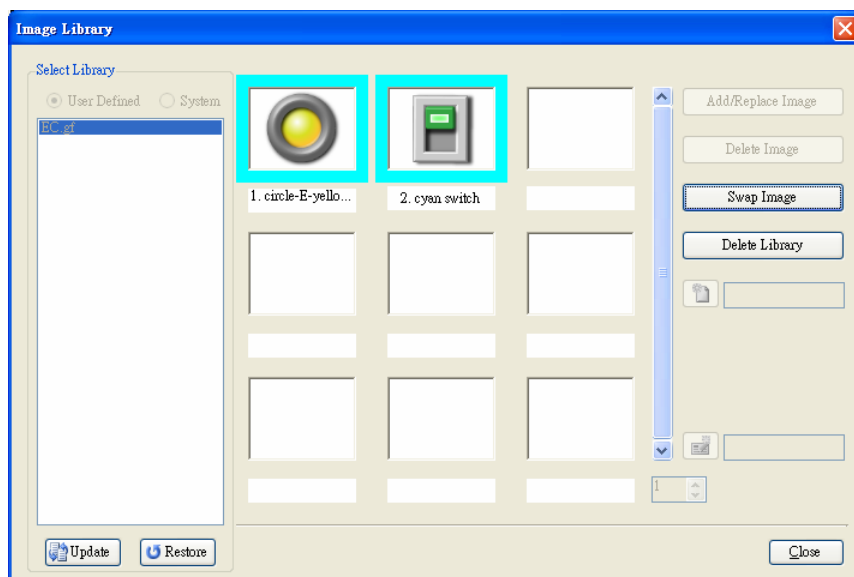 Image Library
Select Library
User Defined System
EC.gf
1. circle-E-yello...
2. cyan switch
Add/Replace Image
Delete Image
Swap Image
Delete Library
1
Update
Restore
Close